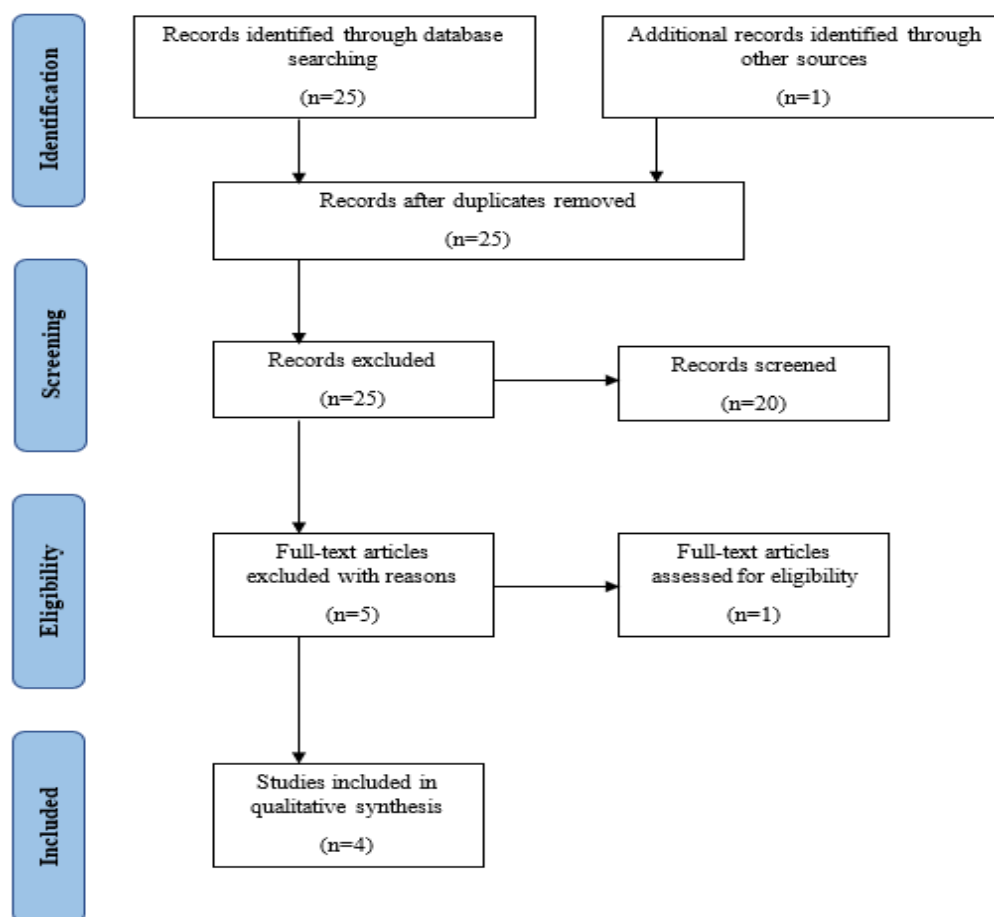 Identification
Records identified through database
searching
(n=25)
Additional records identified through
other sources
(n=1)
Records after duplicates removed
(n=25)
Screening
Records excluded
(n=25)
Records screened
(n=20)
Eligibility
Full-text articles
excluded with reasons
(n=5)
Full-text articles
assessed for eligibility
(n=1)
Included
Studies included in
qualitative synthesis
(n=4)